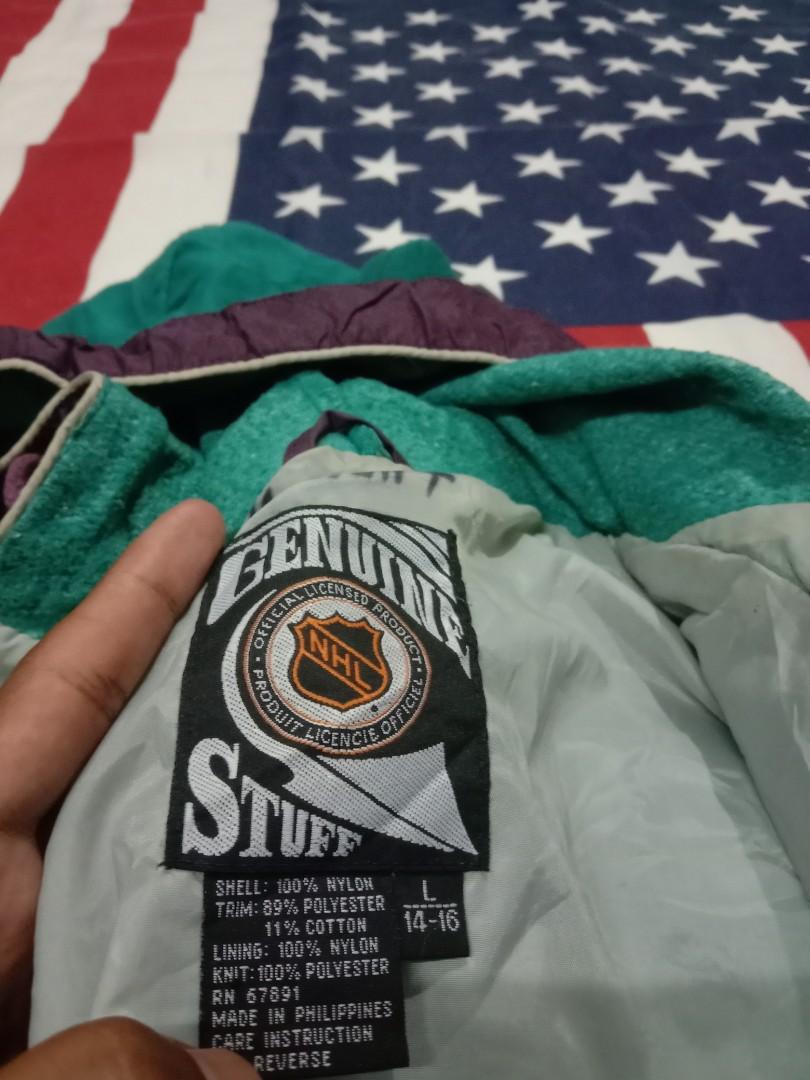 GENUINE
OFFICIAL LICENSED PRODUCT
NHL
PRODUIT LICENCIE OFFICIEL
STUFF
SHELL: 100% NYLON
TRIM: 89% POLYESTER
11% COTTON
LINING: 100% NYLON
KNIT:100% POLYESTER
RN 67891
MADE IN PHILIPPINES
CARE INSTRUCTION
REVERSE
L
14-16